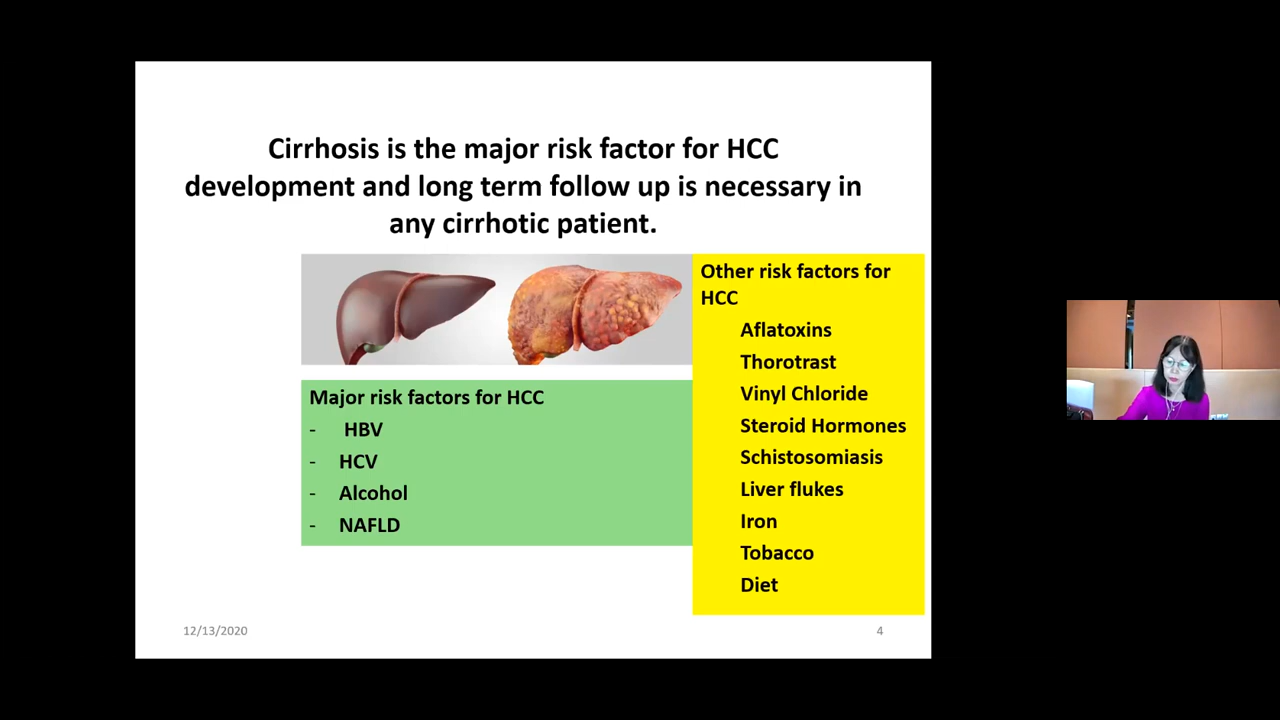 Cirrhosis is the major risk factor for HCC
development and long term follow up is necessary in
any cirrhotic patient.
Major risk factors for HCC
- HBV
- HCV
- Alcohol
- NAFLD
Other risk factors for
HCC
Aflatoxins
Thorotrast
Vinyl Chloride
Steroid Hormones
Schistosomiasis
Liver flukes
Iron
Tobacco
Diet
12/13/2020
4